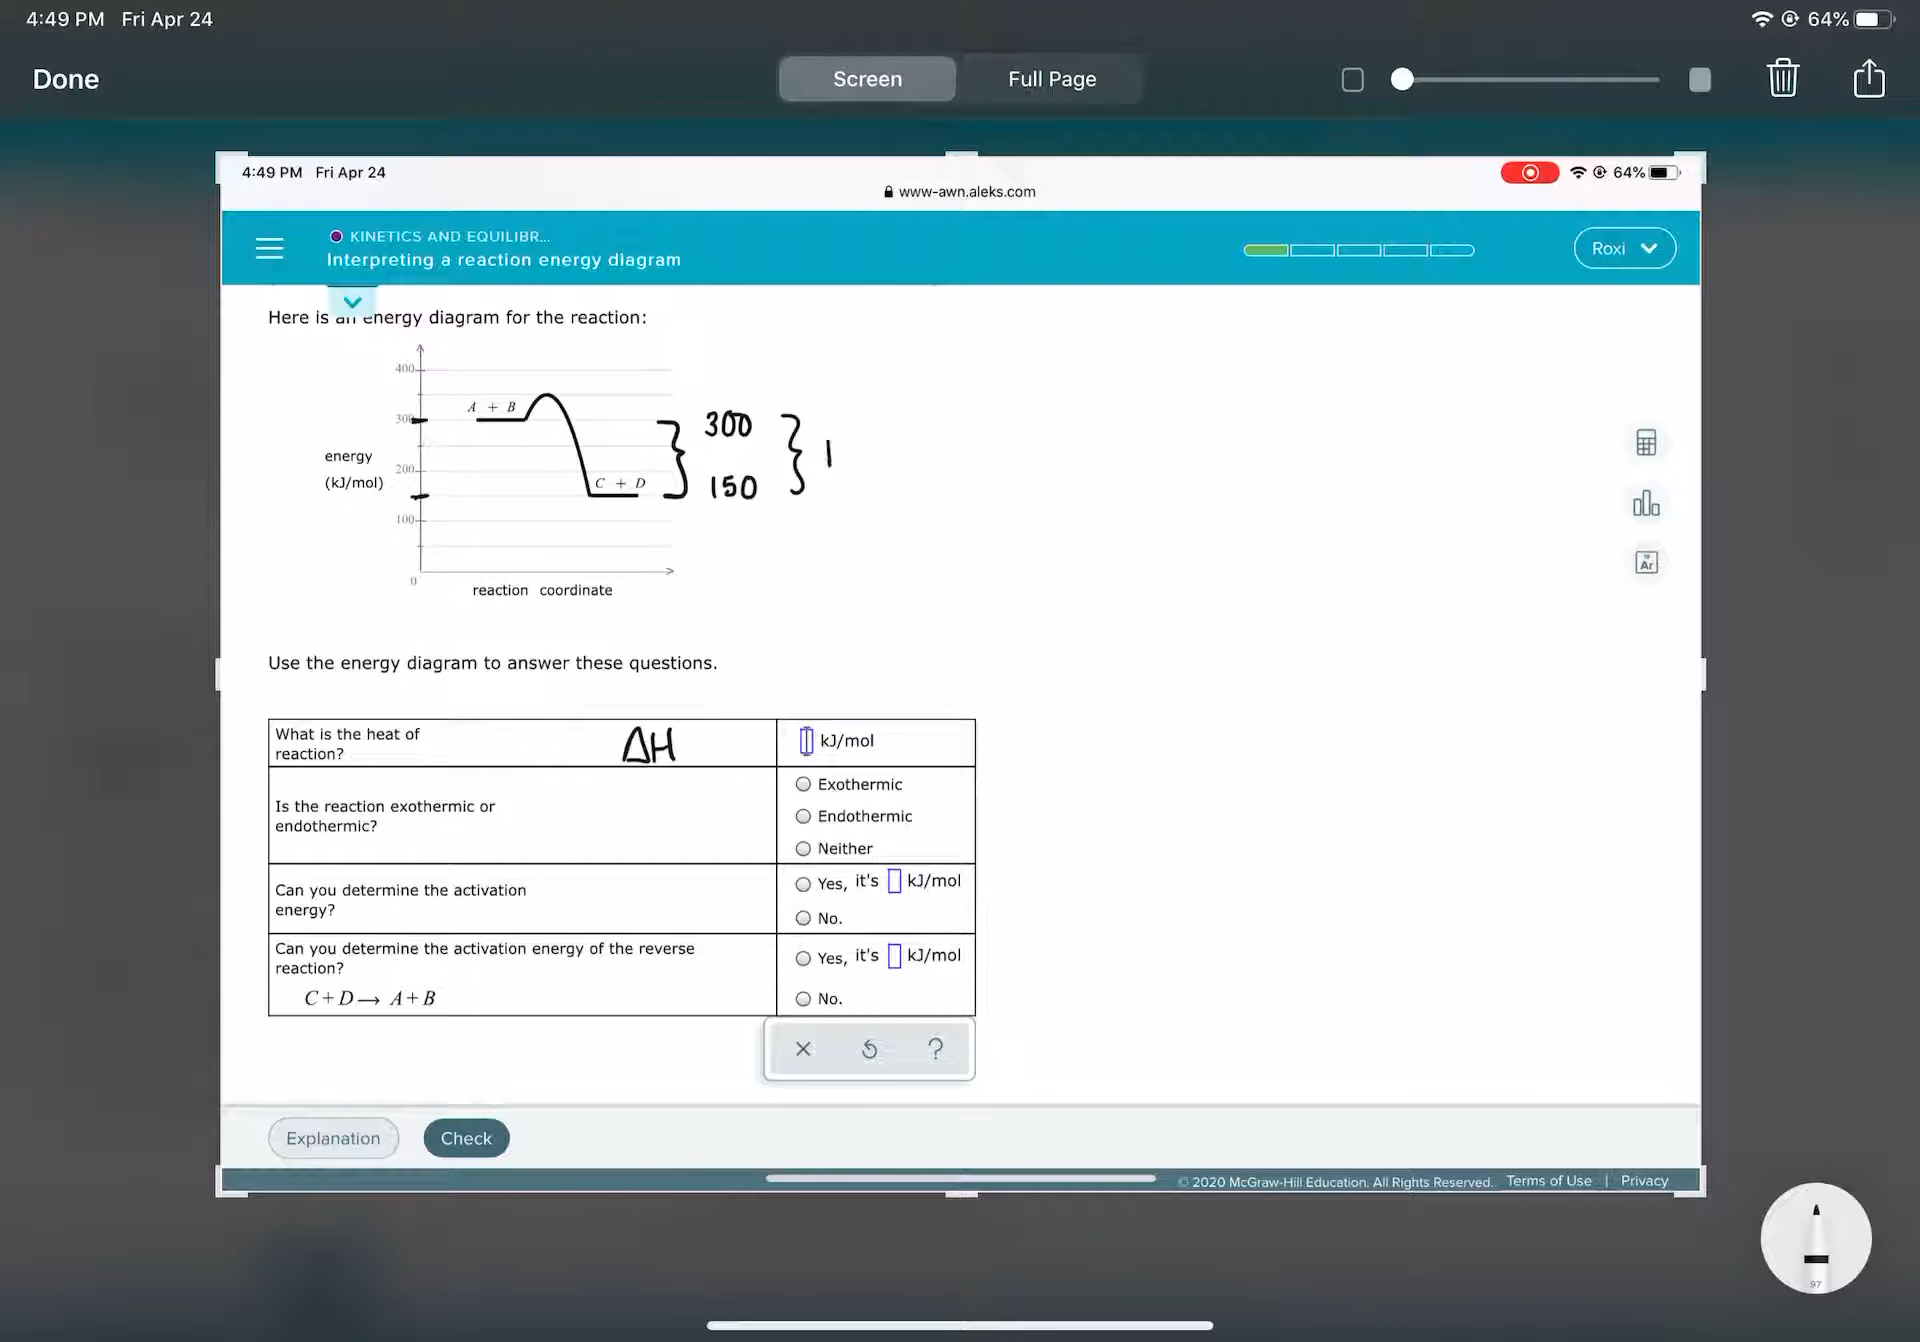 4:49 PM Fri Apr 24
64%
Done
Screen
Full Page
4:49 PM Fri Apr 24
64%
www-awn.aleks.com
KINETICS AND EQUILIBR...
Interpreting a reaction energy diagram
Roxi
Here is an energy diagram for the reaction:
400
A + B
300
300
1
energy
(kJ/mol)
200
C + D
150
100
0
reaction coordinate
Ar
Use the energy diagram to answer these questions.
What is the heat of
reaction?
ΔH
kJ/mol
Is the reaction exothermic or
endothermic?
Exothermic
Endothermic
Neither
Can you determine the activation
energy?
Yes, it's kJ/mol
No.
Can you determine the activation energy of the reverse
reaction?
C+D→ A+B
Yes, it's kJ/mol
No.
?
Explanation
Check
© 2020 McGraw-Hill Education. All Rights Reserved. Terms of Use | Privacy
97